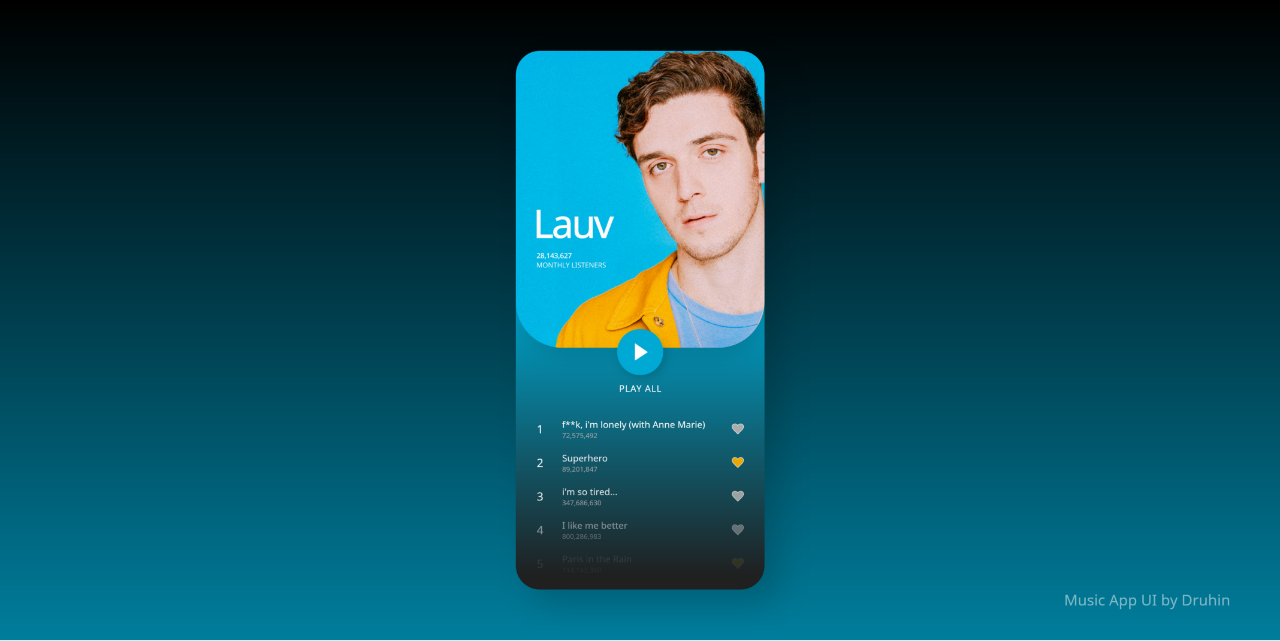 Lauv
28,143,627
MONTHLY LISTENERS
PLAY ALL
1
f**k, i'm lonely (with Anne Marie)
72,575,492
2
Superhero
89,201,847
3
i'm so tired...
347,686,630
4
I like me better
800,286,983
5
Paris in the Rain
Music App UI by Druhin